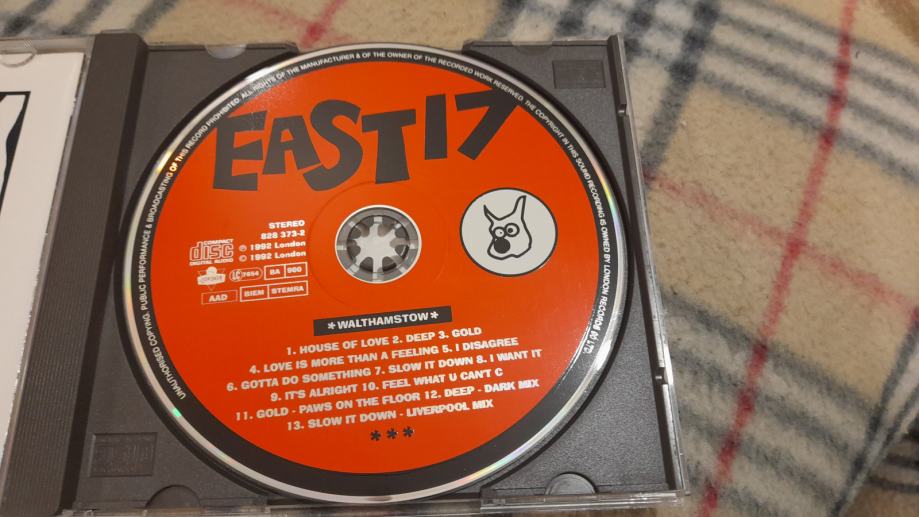 UNAUTHORISED COPYING, PUBLIC PERFORMANCE & BROADCASTING OF THIS RECORD PROHIBITED. ALL RIGHTS OF THE MANUFACTURER & OF THE OWNER OF THE RECORDED WORK RESERVED. THE COPYRIGHT IN THIS SOUND RECORDING IS OWNED BY LONDON RECORDS 90 LTD.
EAST 17
STEREO
828 373-2
℗ 1992 London
© 1992 London
COMPACT
disc
DIGITAL AUDIO
LONDON
LC 7654
BA 900
AAD
BIEM STEMRA
*WALTHAMSTOW*
1. HOUSE OF LOVE 2. DEEP 3. GOLD
4. LOVE IS MORE THAN A FEELING 5. I DISAGREE
6. GOTTA DO SOMETHING 7. SLOW IT DOWN 8. I WANT IT
9. IT'S ALRIGHT 10. FEEL WHAT U CAN'T C
11. GOLD - PAWS ON THE FLOOR 12. DEEP - DARK MIX
13. SLOW IT DOWN - LIVERPOOL MIX
***